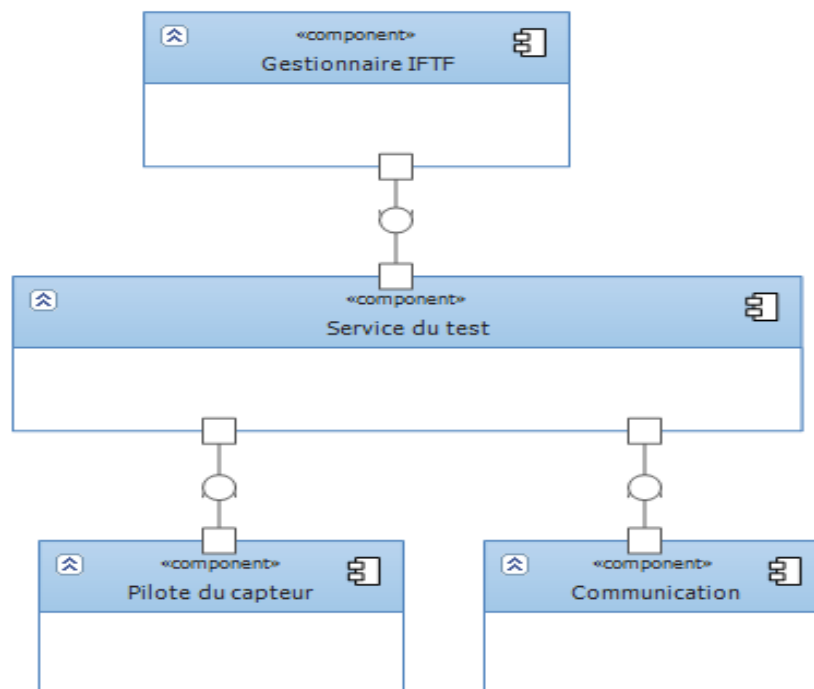 «component»
Gestionnaire IFTF
«component»
Service du test
«component»
Pilote du capteur
«component»
Communication